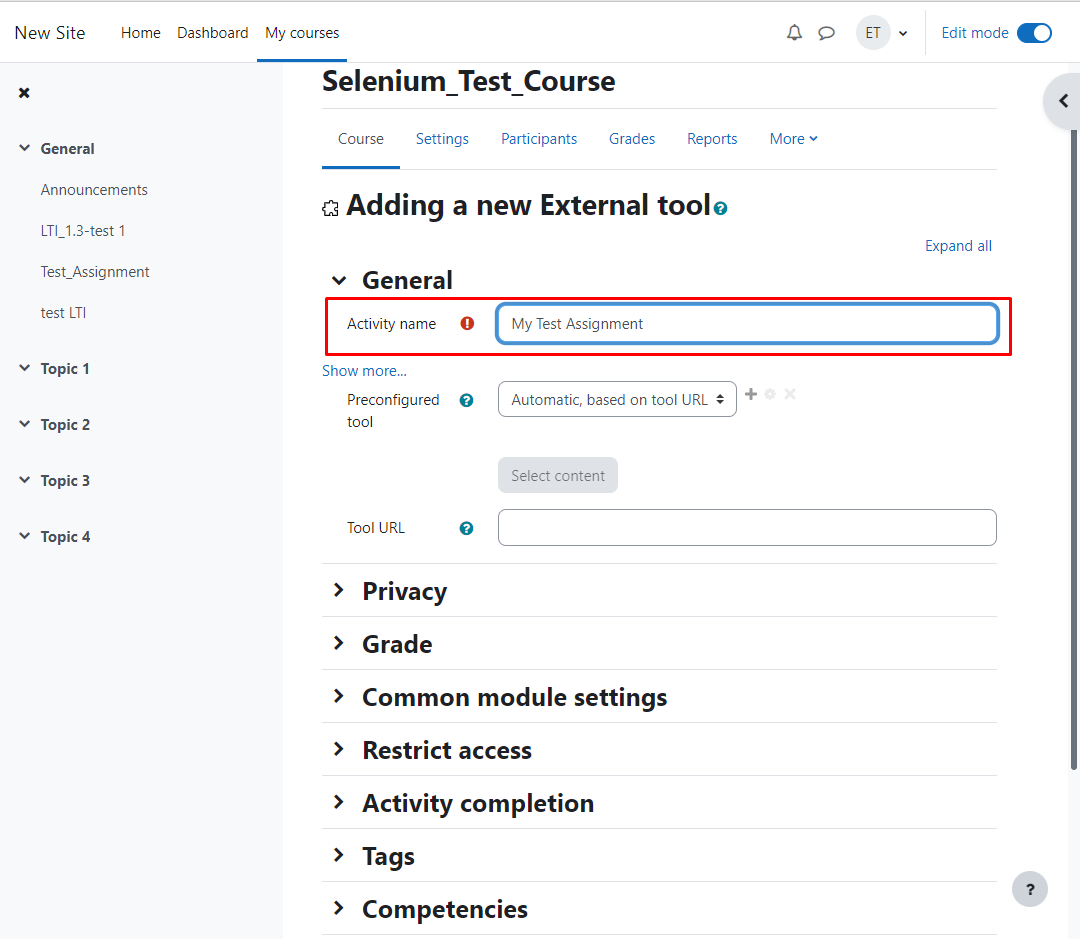 New Site Home Dashboard My courses ET Edit mode
Selenium_Test_Course
Course Settings Participants Grades Reports More
General
Announcements
LTI_1.3-test 1
Test_Assignment
test LTI
Topic 1
Topic 2
Topic 3
Topic 4
Adding a new External tool ?
Expand all
General
Activity name ! My Test Assignment
Show more...
Preconfigured tool ? Automatic, based on tool URL
Select content
Tool URL ?
Privacy
Grade
Common module settings
Restrict access
Activity completion
Tags
Competencies
?